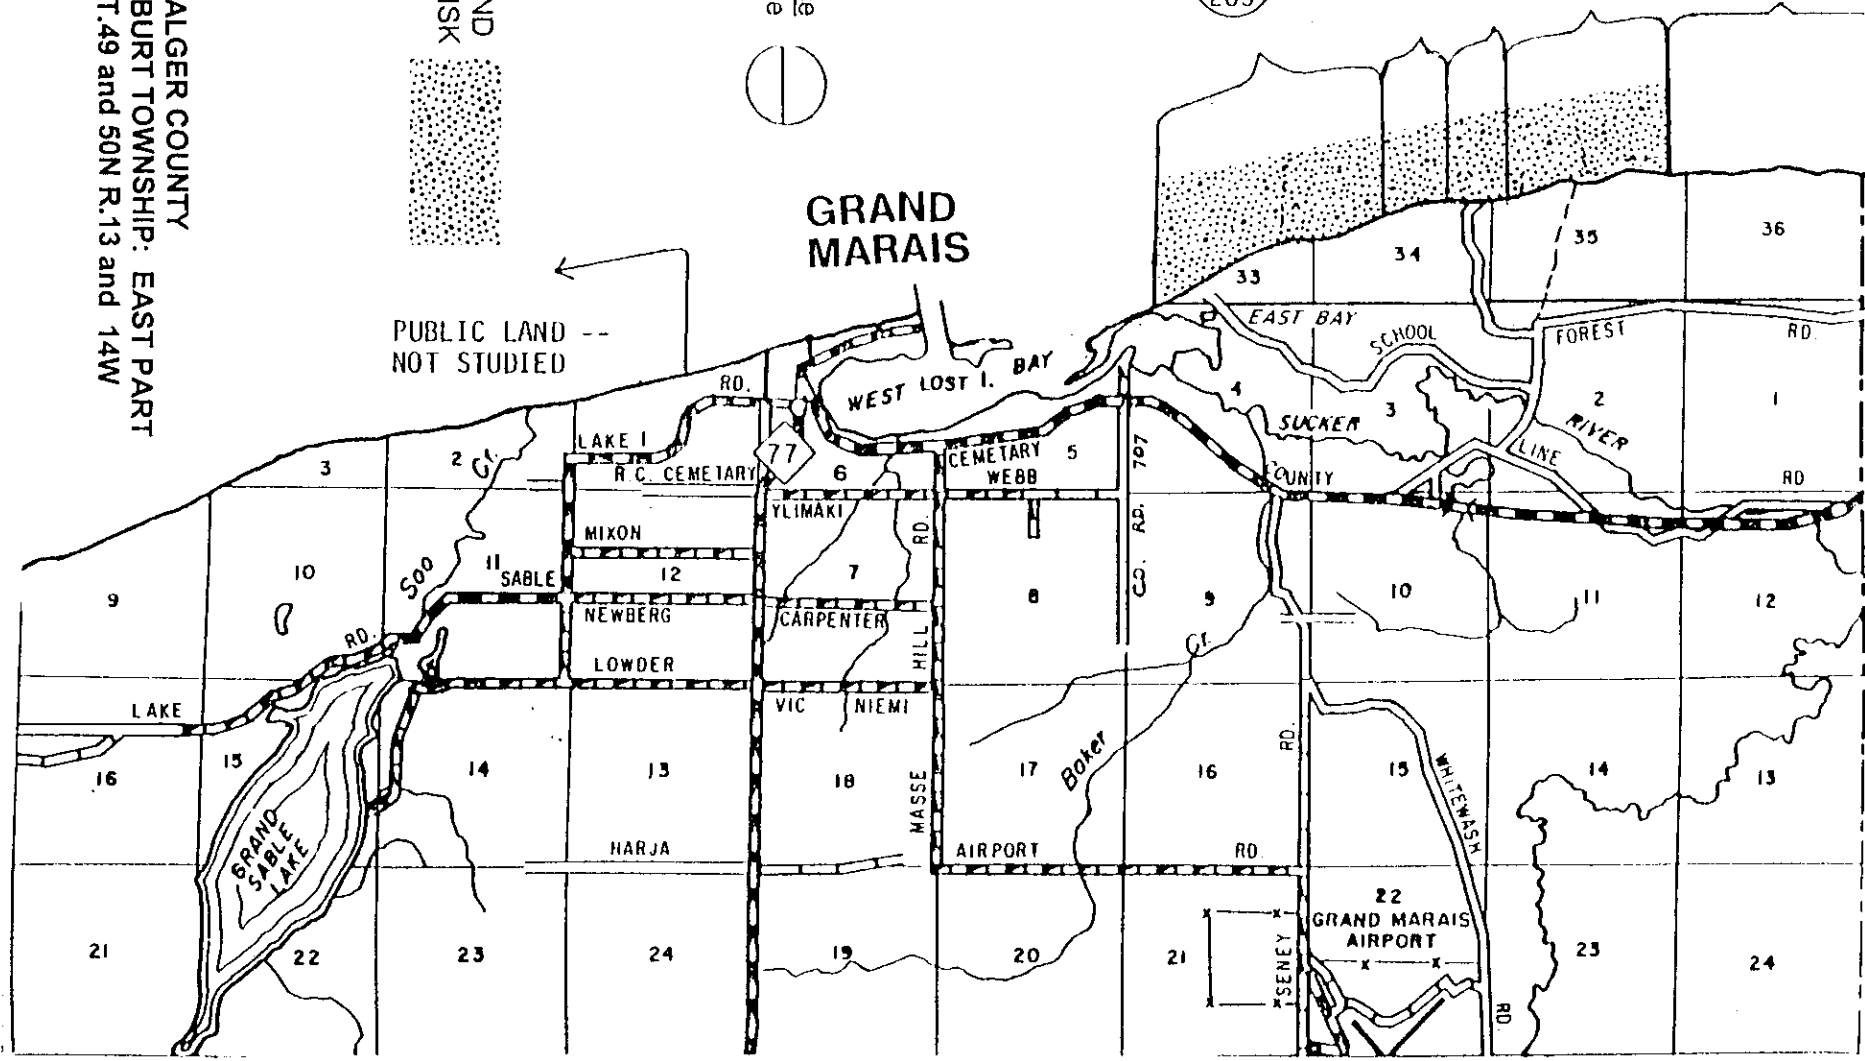 ALGER COUNTY
BURT TOWNSHIP: EAST PART
T.49 and 50N R.13 and 14W
ND
ISK
GRAND
MARAIS
PUBLIC LAND --
NOT STUDIED
33
34
35
36
EAST BAY
SCHOOL
FOREST
RD.
WEST
LOST I.
BAY
RD.
LAKE
77
R.C. CEMETARY
CEMETARY
WEBB
3
2
6
5
4
3
2
1
SUCKER
RIVER
LINE
COUNTY
RD
Cr.
Soo
YLIMAKI
RD.
CO. RD. 707
MIXON
SABLE
NEWBERG
CARPENTER
9
10
11
12
7
8
9
10
11
12
RD.
LOWDER
HILL
Cr.
LAKE
VIC NIEMI
16
15
14
13
18
17
16
15
14
13
Baker
RD.
WHITEWASH
MASSE
HARJA
AIRPORT
RD.
GRAND
SABLE
LAKE
22
GRAND MARAIS
AIRPORT
21
22
23
24
19
20
21
SENEY
23
24
RD.